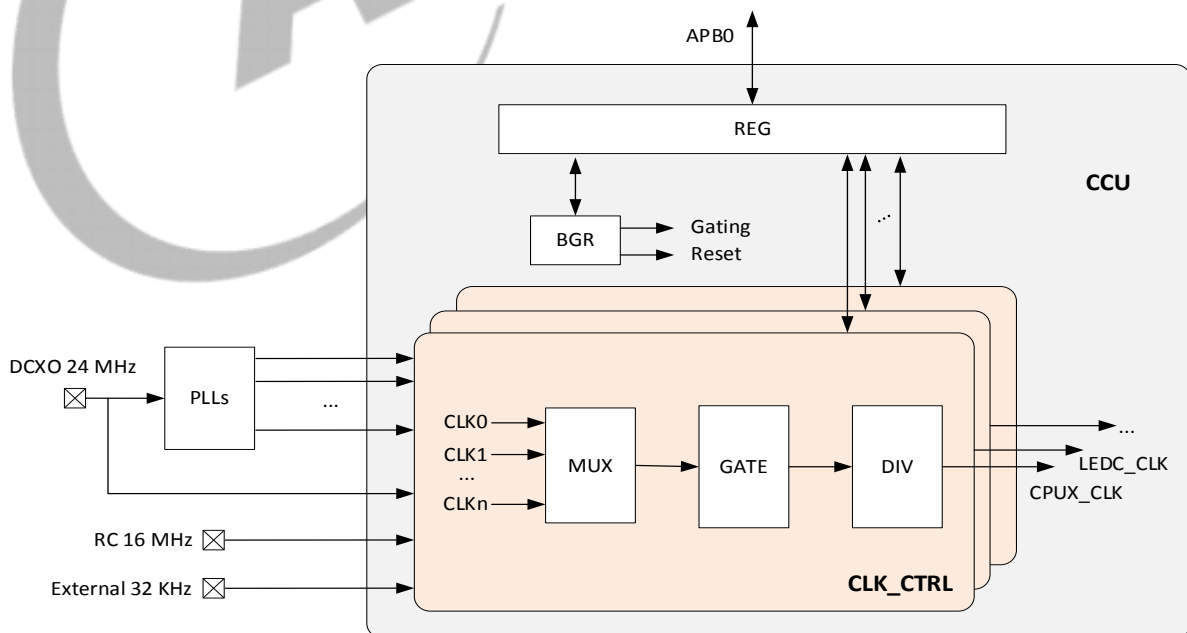 APB0
REG
CCU
...
BGR
Gating
Reset
DCXO 24 MHz
PLLs
...
CLK0
CLK1
...
CLKn
MUX
GATE
DIV
...
LEDC_CLK
CPUX_CLK
RC 16 MHz
External 32 KHz
CLK_CTRL